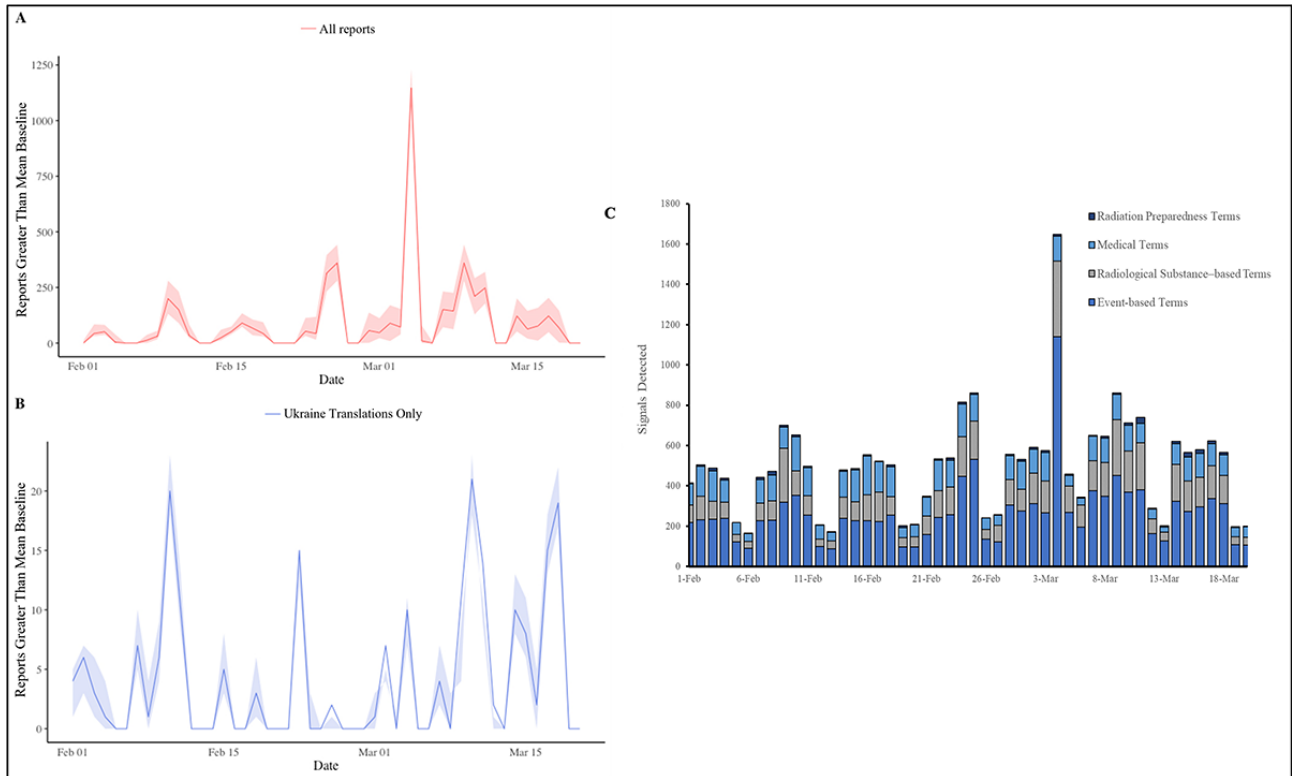 A
All reports
Reports Greater Than Mean Baseline
1250
1000
750
500
250
0
Feb 01
Feb 15
Mar 01
Mar 15
Date
B
Ukraine Translations Only
Reports Greater Than Mean Baseline
20
15
10
5
0
Feb 01
Feb 15
Mar 01
Mar 15
Date
C
Signals Detected
1800
1600
1400
1200
1000
800
600
400
200
0
1-Feb
6-Feb
11-Feb
16-Feb
21-Feb
26-Feb
3-Mar
8-Mar
13-Mar
18-Mar
Radiation Preparedness Terms
Medical Terms
Radiological Substance–based Terms
Event-based Terms